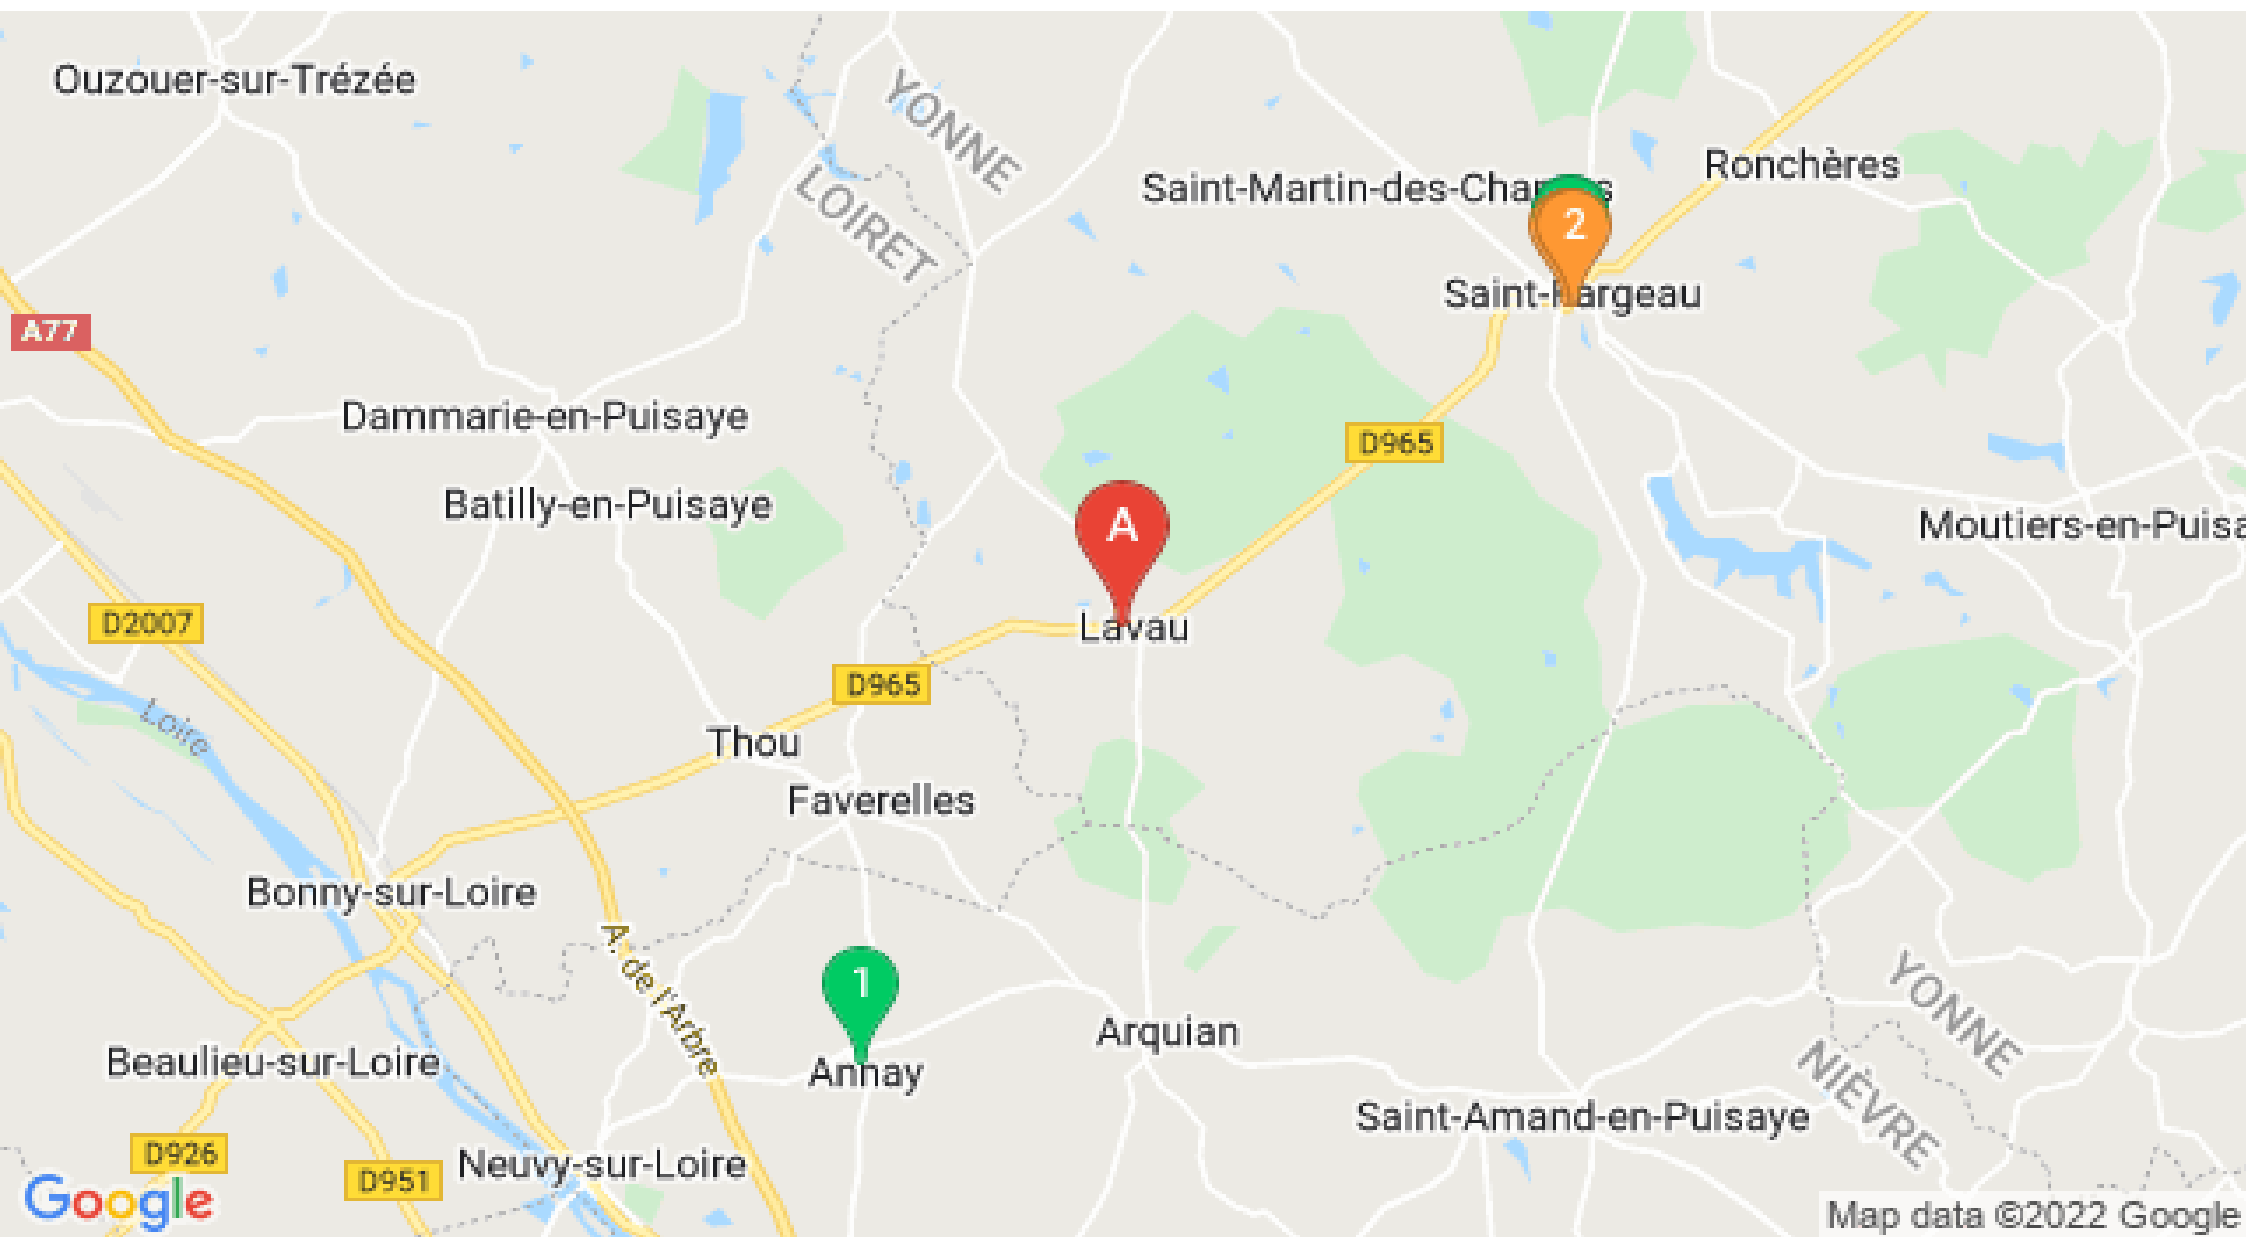 Ouzouer-sur-Trézée
YONNE
LOIRET
Saint-Martin-des-Cha
s
Ronchères
2
Saint-Fargeau
A77
Dammarie-en-Puisaye
D965
Batilly-en-Puisaye
A
Moutiers-en-Puisa
D2007
Lavau
D965
Loire
Thou
Faverelles
Bonny-sur-Loire
A. de l'Arbre
1
YONNE
NIÈVRE
Arquian
Beaulieu-sur-Loire
Annay
Saint-Amand-en-Puisaye
D926
D951
Neuvy-sur-Loire
Google
Map data ©2022 Google